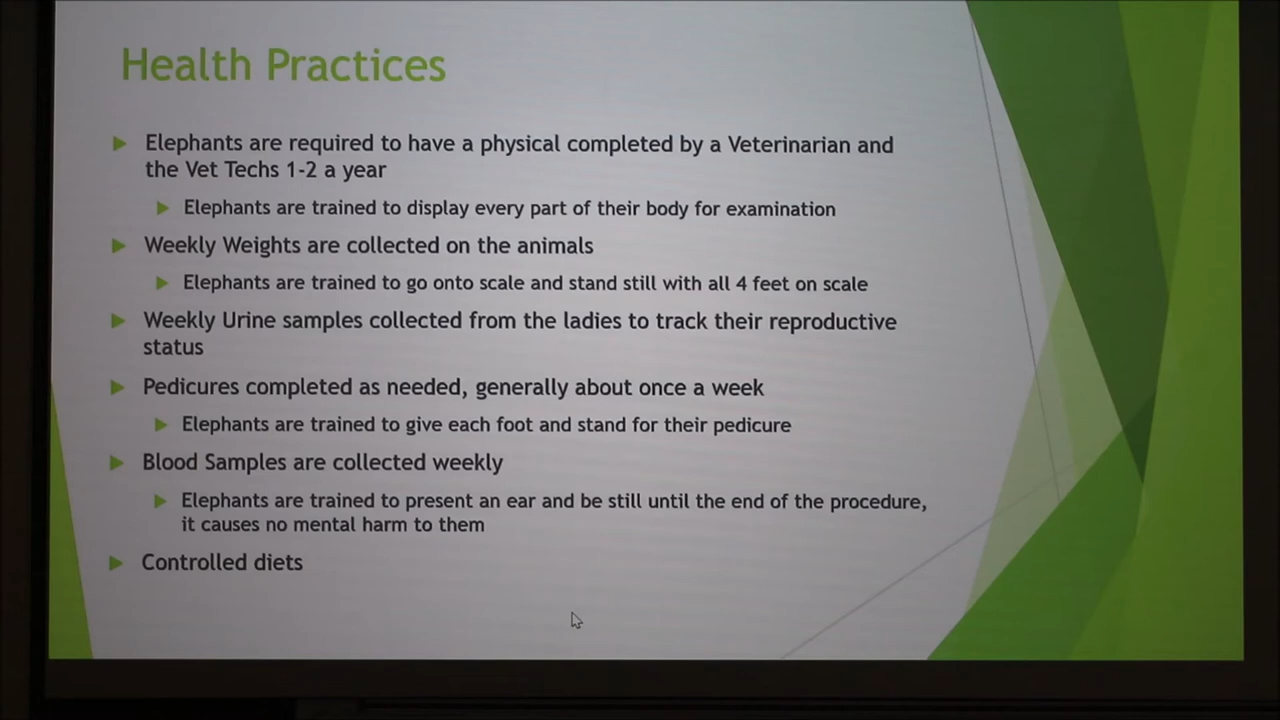 Health Practices
Elephants are required to have a physical completed by a Veterinarian and
the Vet Techs 1-2 a year
Elephants are trained to display every part of their body for examination
Weekly Weights are collected on the animals
Elephants are trained to go onto scale and stand still with all 4 feet on scale
Weekly Urine samples collected from the ladies to track their reproductive
status
Pedicures completed as needed, generally about once a week
Elephants are trained to give each foot and stand for their pedicure
Blood Samples are collected weekly
Elephants are trained to present an ear and be still until the end of the procedure,
it causes no mental harm to them
Controlled diets